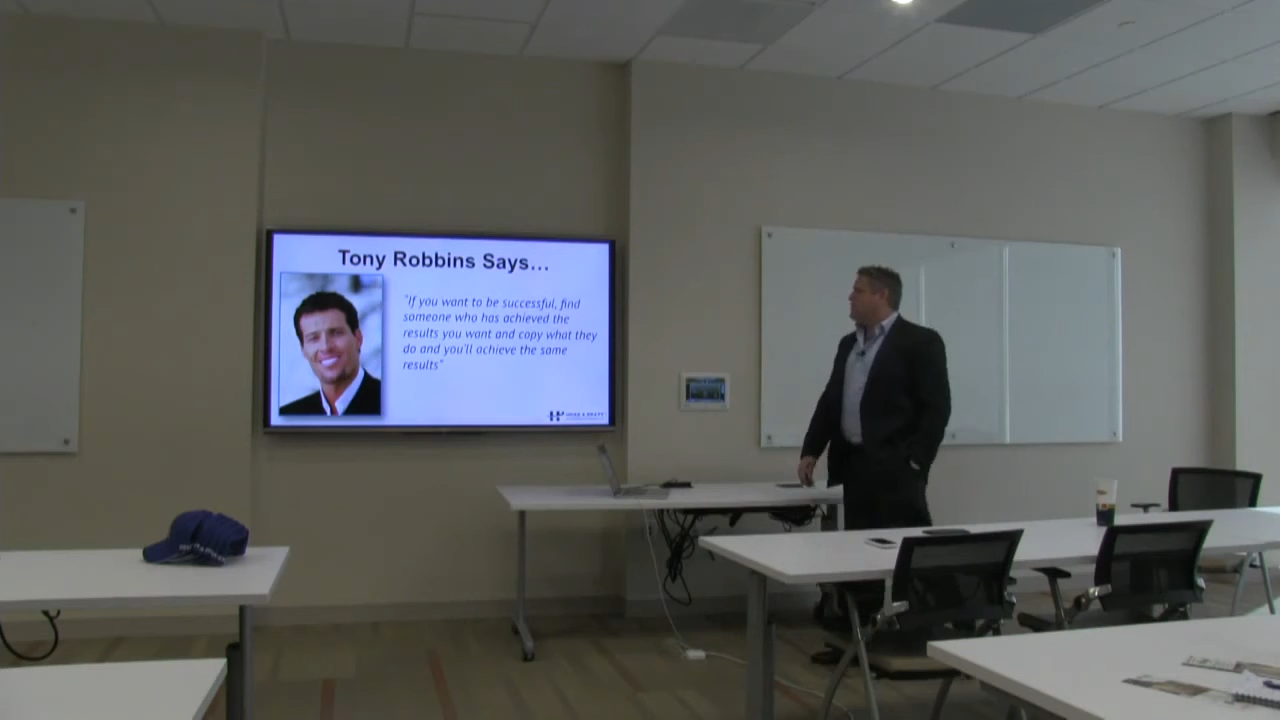 Tony Robbins Says...
"If you want to be successful, find
someone who has achieved the
results you want and copy what they
do and you'll achieve the same
results"